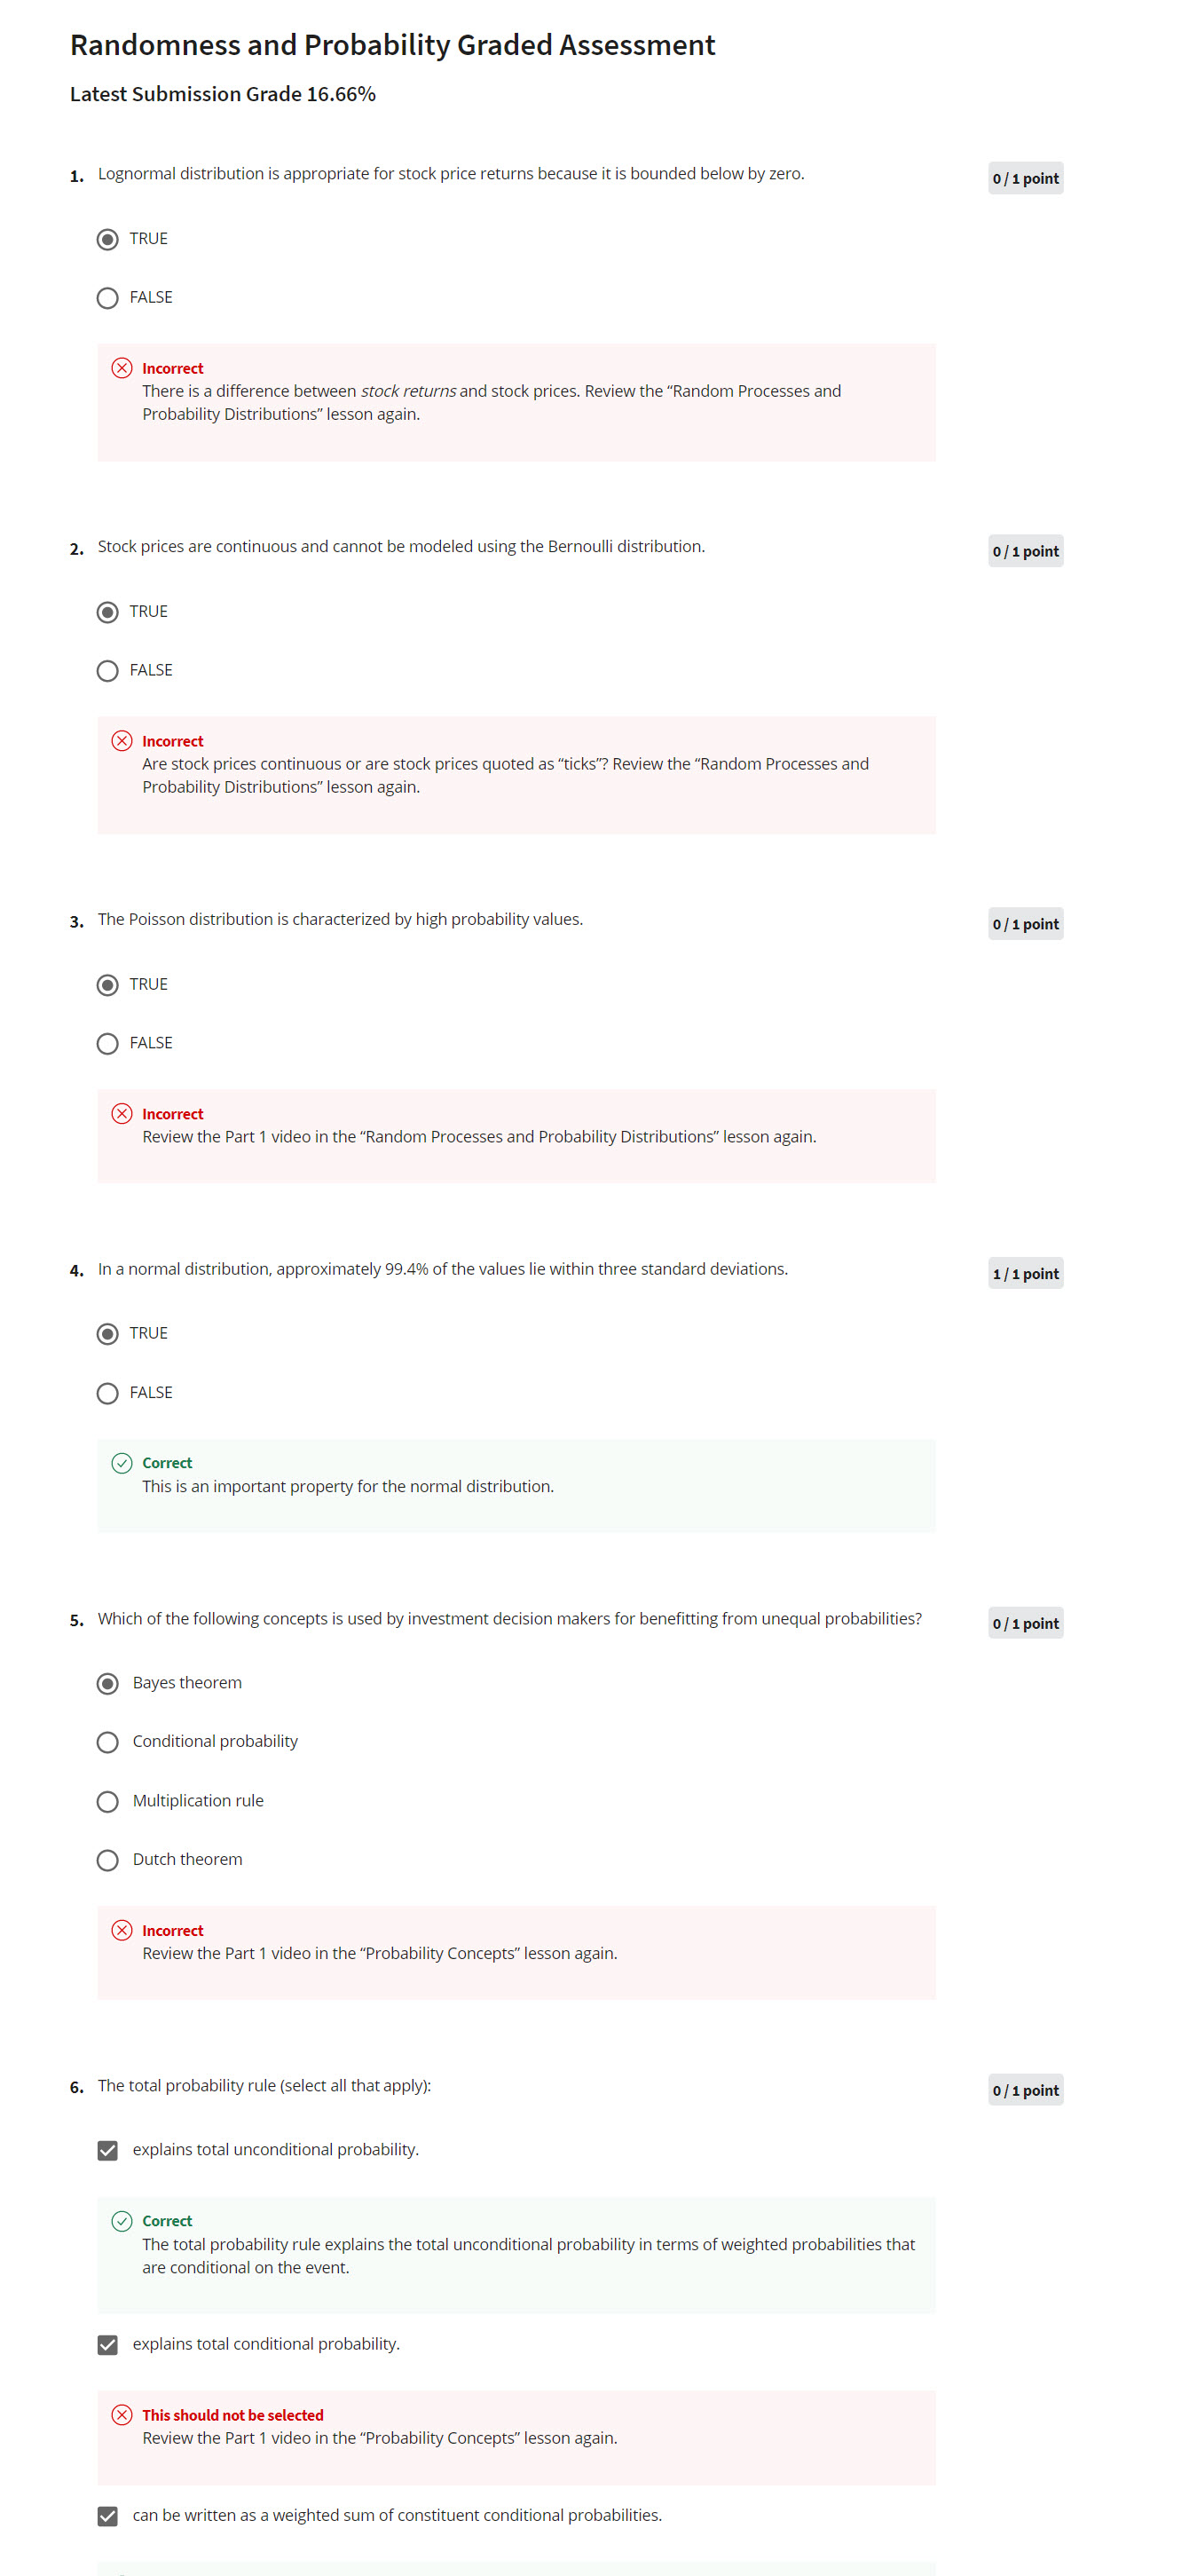 Randomness and Probability Graded Assessment
Latest Submission Grade 16.66%
1. Lognormal distribution is appropriate for stock price returns because it is bounded below by zero.
0 / 1 point
TRUE
FALSE
Incorrect
There is a difference between stock returns and stock prices. Review the “Random Processes and
Probability Distributions” lesson again.
2. Stock prices are continuous and cannot be modeled using the Bernoulli distribution.
0 / 1 point
TRUE
FALSE
Incorrect
Are stock prices continuous or are stock prices quoted as “ticks”? Review the “Random Processes and
Probability Distributions” lesson again.
3. The Poisson distribution is characterized by high probability values.
0 / 1 point
TRUE
FALSE
Incorrect
Review the Part 1 video in the “Random Processes and Probability Distributions” lesson again.
4. In a normal distribution, approximately 99.4% of the values lie within three standard deviations.
1 / 1 point
TRUE
FALSE
Correct
This is an important property for the normal distribution.
5. Which of the following concepts is used by investment decision makers for benefitting from unequal probabilities?
0 / 1 point
Bayes theorem
Conditional probability
Multiplication rule
Dutch theorem
Incorrect
Review the Part 1 video in the “Probability Concepts” lesson again.
6. The total probability rule (select all that apply):
0 / 1 point
explains total unconditional probability.
Correct
The total probability rule explains the total unconditional probability in terms of weighted probabilities that
are conditional on the event.
explains total conditional probability.
This should not be selected
Review the Part 1 video in the “Probability Concepts” lesson again.
can be written as a weighted sum of constituent conditional probabilities.